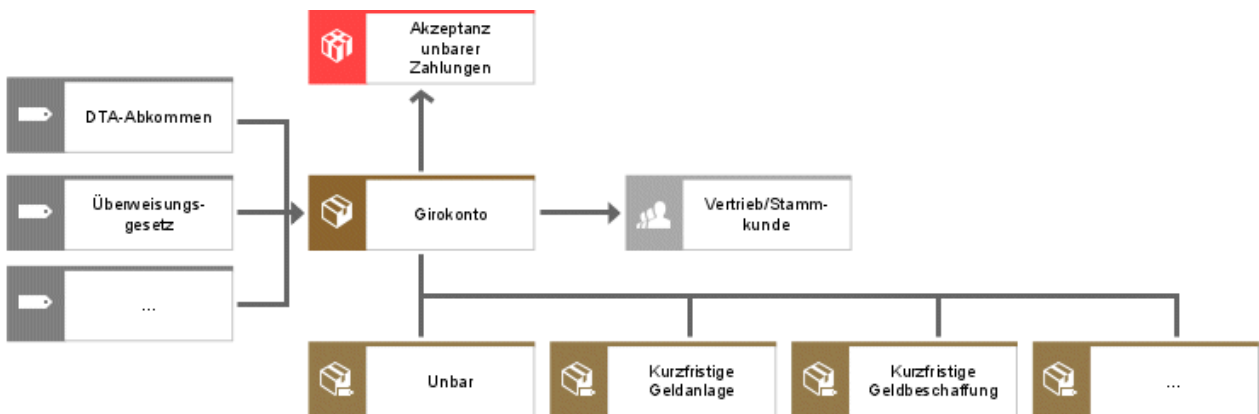 Akzeptanz
unbarer
Zahlungen
DTA-Abkommen
Überweisungs-
gesetz
Girokonto
Vertrieb/Stamm-
kunde
...
Unbar
Kurzfristige
Geldanlage
Kurzfristige
Geldbeschaffung
...